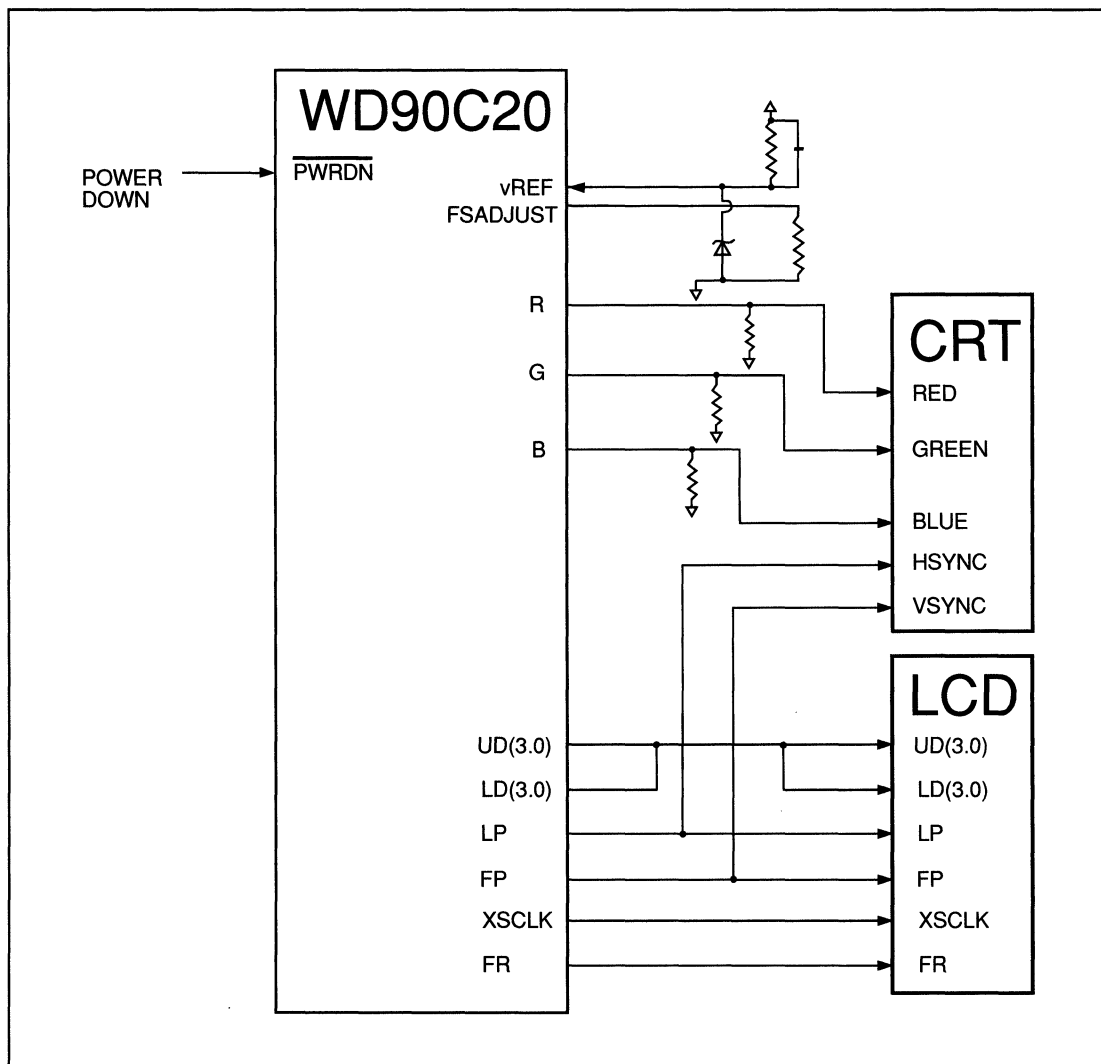 WD90C20
POWER
DOWN
PWRDN
vREF
FSADJUST
R
G
B
UD(3.0)
LD(3.0)
LP
FP
XSCLK
FR
CRT
RED
GREEN
BLUE
HSYNC
VSYNC
LCD
UD(3.0)
LD(3.0)
LP
FP
XSCLK
FR